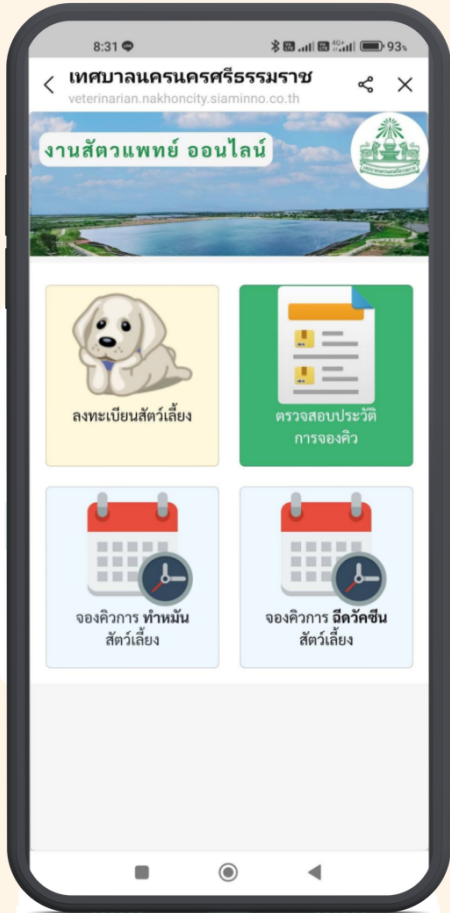 8:31
93%
เทศบาลนครนครศรีธรรมราช
veterinarian.nakhoncity.siaminno.co.th
งานสัตวแพทย์ ออนไลน์
ลงทะเบียนสัตว์เลี้ยง
ตรวจสอบประวัติ
การจองคิว
จองคิวการ ทำหมัน
สัตว์เลี้ยง
จองคิวการ ฉีดวัคซีน
สัตว์เลี้ยง